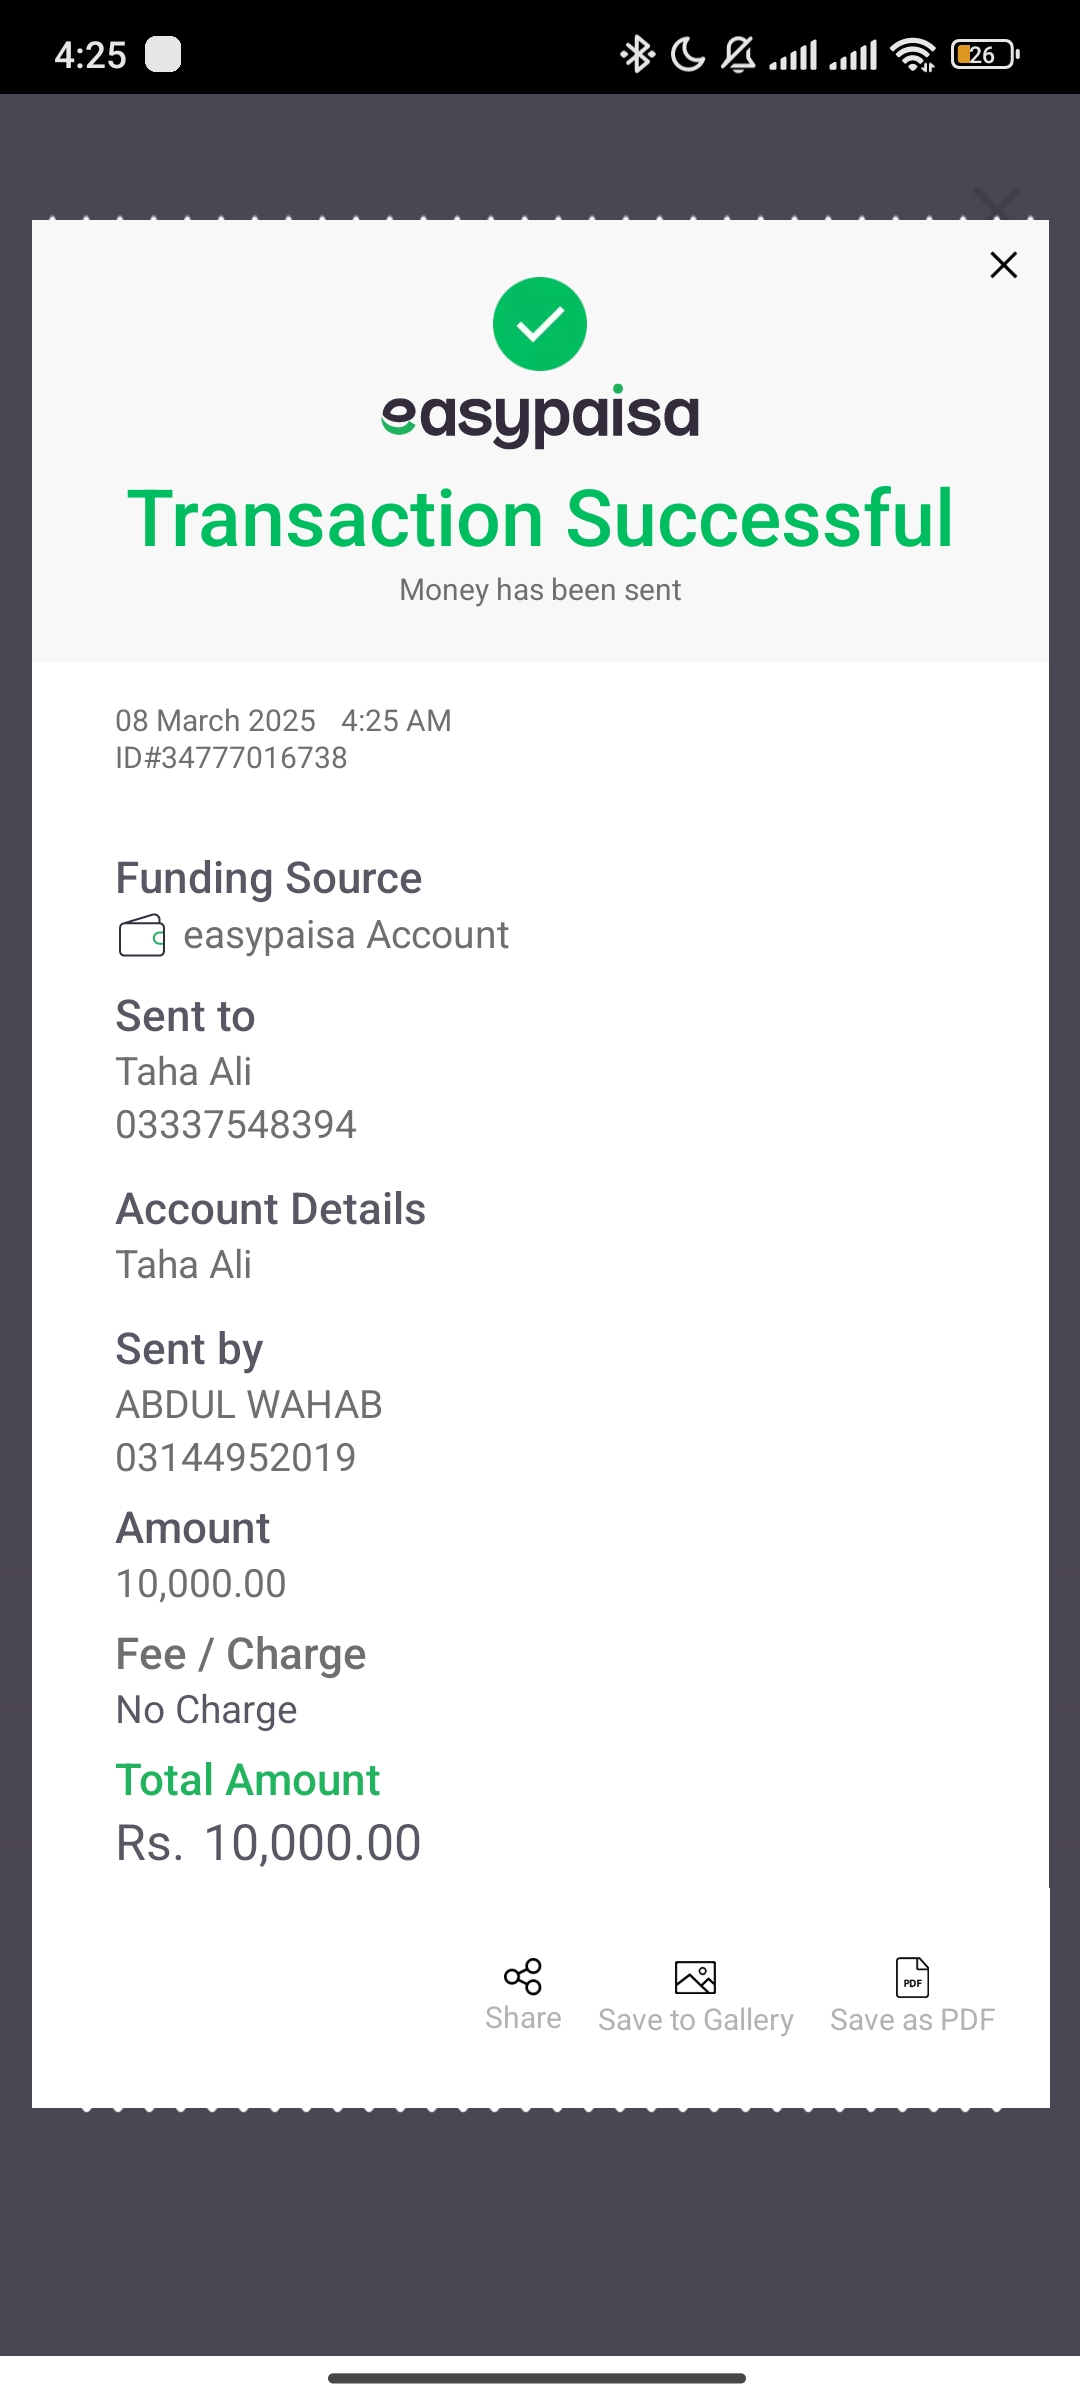 4:25
26
easypaisa
Transaction Successful
Money has been sent
08 March 2025 4:25 AM
ID#34777016738
Funding Source
easypaisa Account
Sent to
Taha Ali
03337548394
Account Details
Taha Ali
Sent by
ABDUL WAHAB
03144952019
Amount
10,000.00
Fee / Charge
No Charge
Total Amount
Rs. 10,000.00
PDF
Share Save to Gallery Save as PDF